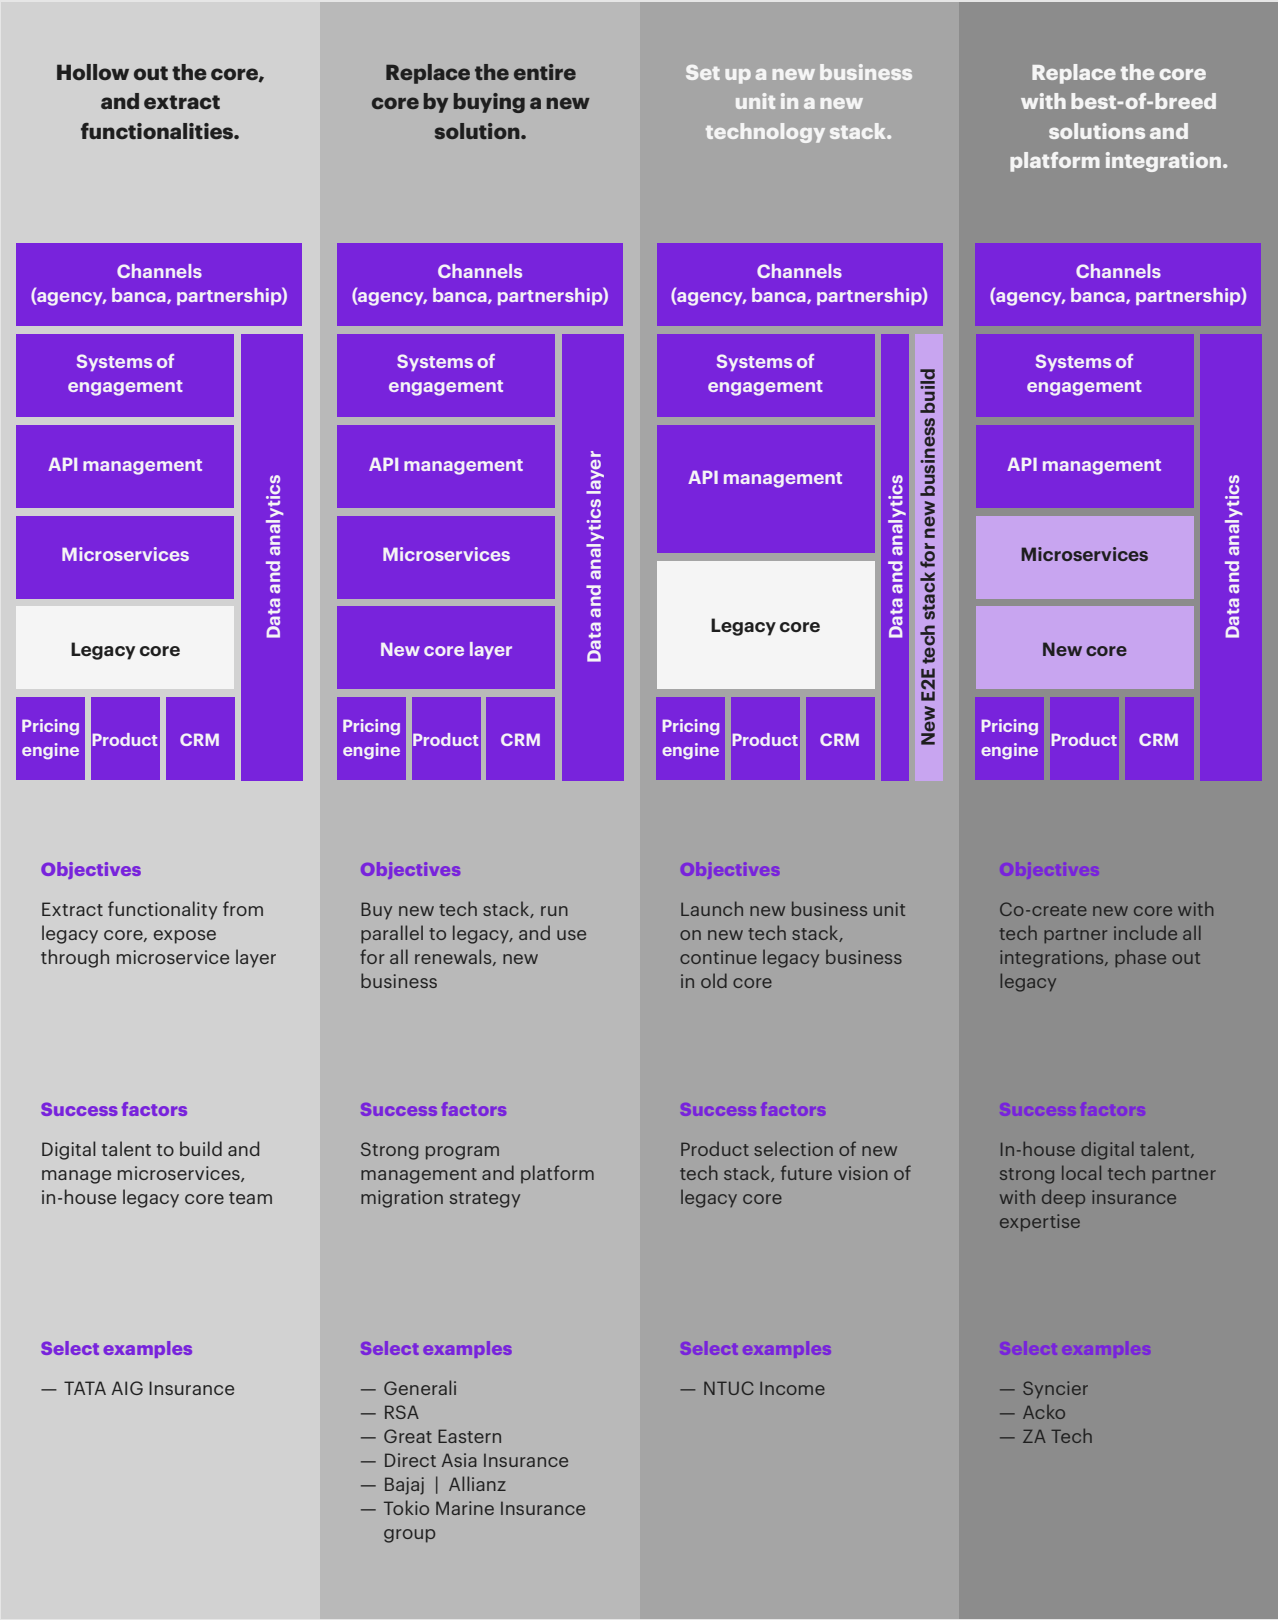 Hollow out the core,
and extract
functionalities.
Channels
(agency, banca, partnership)
Systems of
engagement
API management
Microservices
Legacy core
Pricing
engine
Product
CRM
Data and analytics
Objectives
Extract functionality from
legacy core, expose
through microservice layer
Success factors
Digital talent to build and
manage microservices,
in-house legacy core team
Select examples
— TATA AIG Insurance
Replace the entire
core by buying a new
solution.
Channels
(agency, banca, partnership)
Systems of
engagement
API management
Microservices
New core layer
Pricing
engine
Product
CRM
Data and analytics layer
Objectives
Buy new tech stack, run
parallel to legacy, and use
for all renewals, new
business
Success factors
Strong program
management and platform
migration strategy
Select examples
— Generali
— RSA
— Great Eastern
— Direct Asia Insurance
— Bajaj | Allianz
— Tokio Marine Insurance
group
Set up a new business
unit in a new
technology stack.
Channels
(agency, banca, partnership)
Systems of
engagement
API management
Legacy core
Pricing
engine
Product
CRM
Data and analytics
New E2E tech stack for new business build
Objectives
Launch new business unit
on new tech stack,
continue legacy business
in old core
Success factors
Product selection of new
tech stack, future vision of
legacy core
Select examples
— NTUC Income
Replace the core
with best-of-breed
solutions and
platform integration.
Channels
(agency, banca, partnership)
Systems of
engagement
API management
Microservices
New core
Pricing
engine
Product
CRM
Data and analytics
Objectives
Co-create new core with
tech partner include all
integrations, phase out
legacy
Success factors
In-house digital talent,
strong local tech partner
with deep insurance
expertise
Select examples
— Syncier
— Acko
— ZA Tech